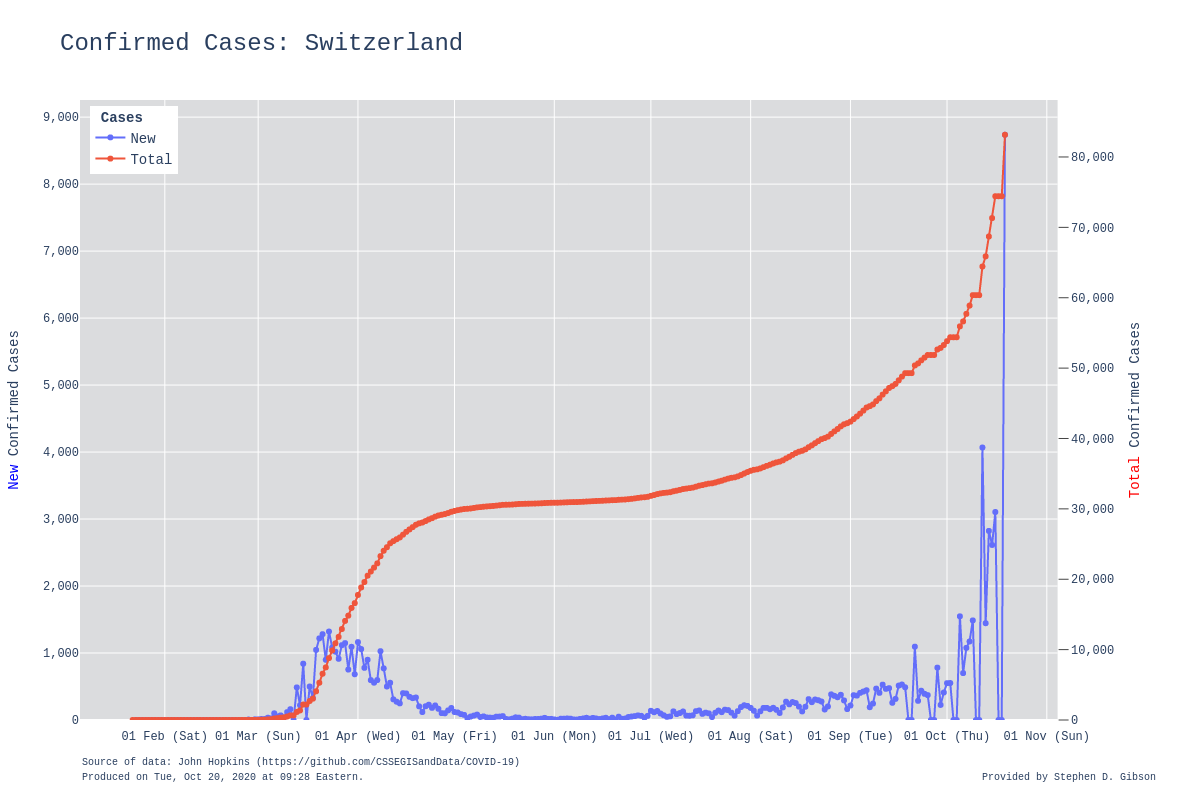 Confirmed Cases: Switzerland
Cases
New
Total
9,000
8,000
7,000
6,000
5,000
4,000
3,000
2,000
1,000
0
New Confirmed Cases
80,000
70,000
60,000
50,000
40,000
30,000
20,000
10,000
0
Total Confirmed Cases
01 Feb (Sat) 01 Mar (Sun) 01 Apr (Wed) 01 May (Fri) 01 Jun (Mon) 01 Jul (Wed) 01 Aug (Sat) 01 Sep (Tue) 01 Oct (Thu) 01 Nov (Sun)
Source of data: John Hopkins (https://github.com/CSSEGISandData/COVID-19)
Produced on Tue, Oct 20, 2020 at 09:28 Eastern.
Provided by Stephen D. Gibson